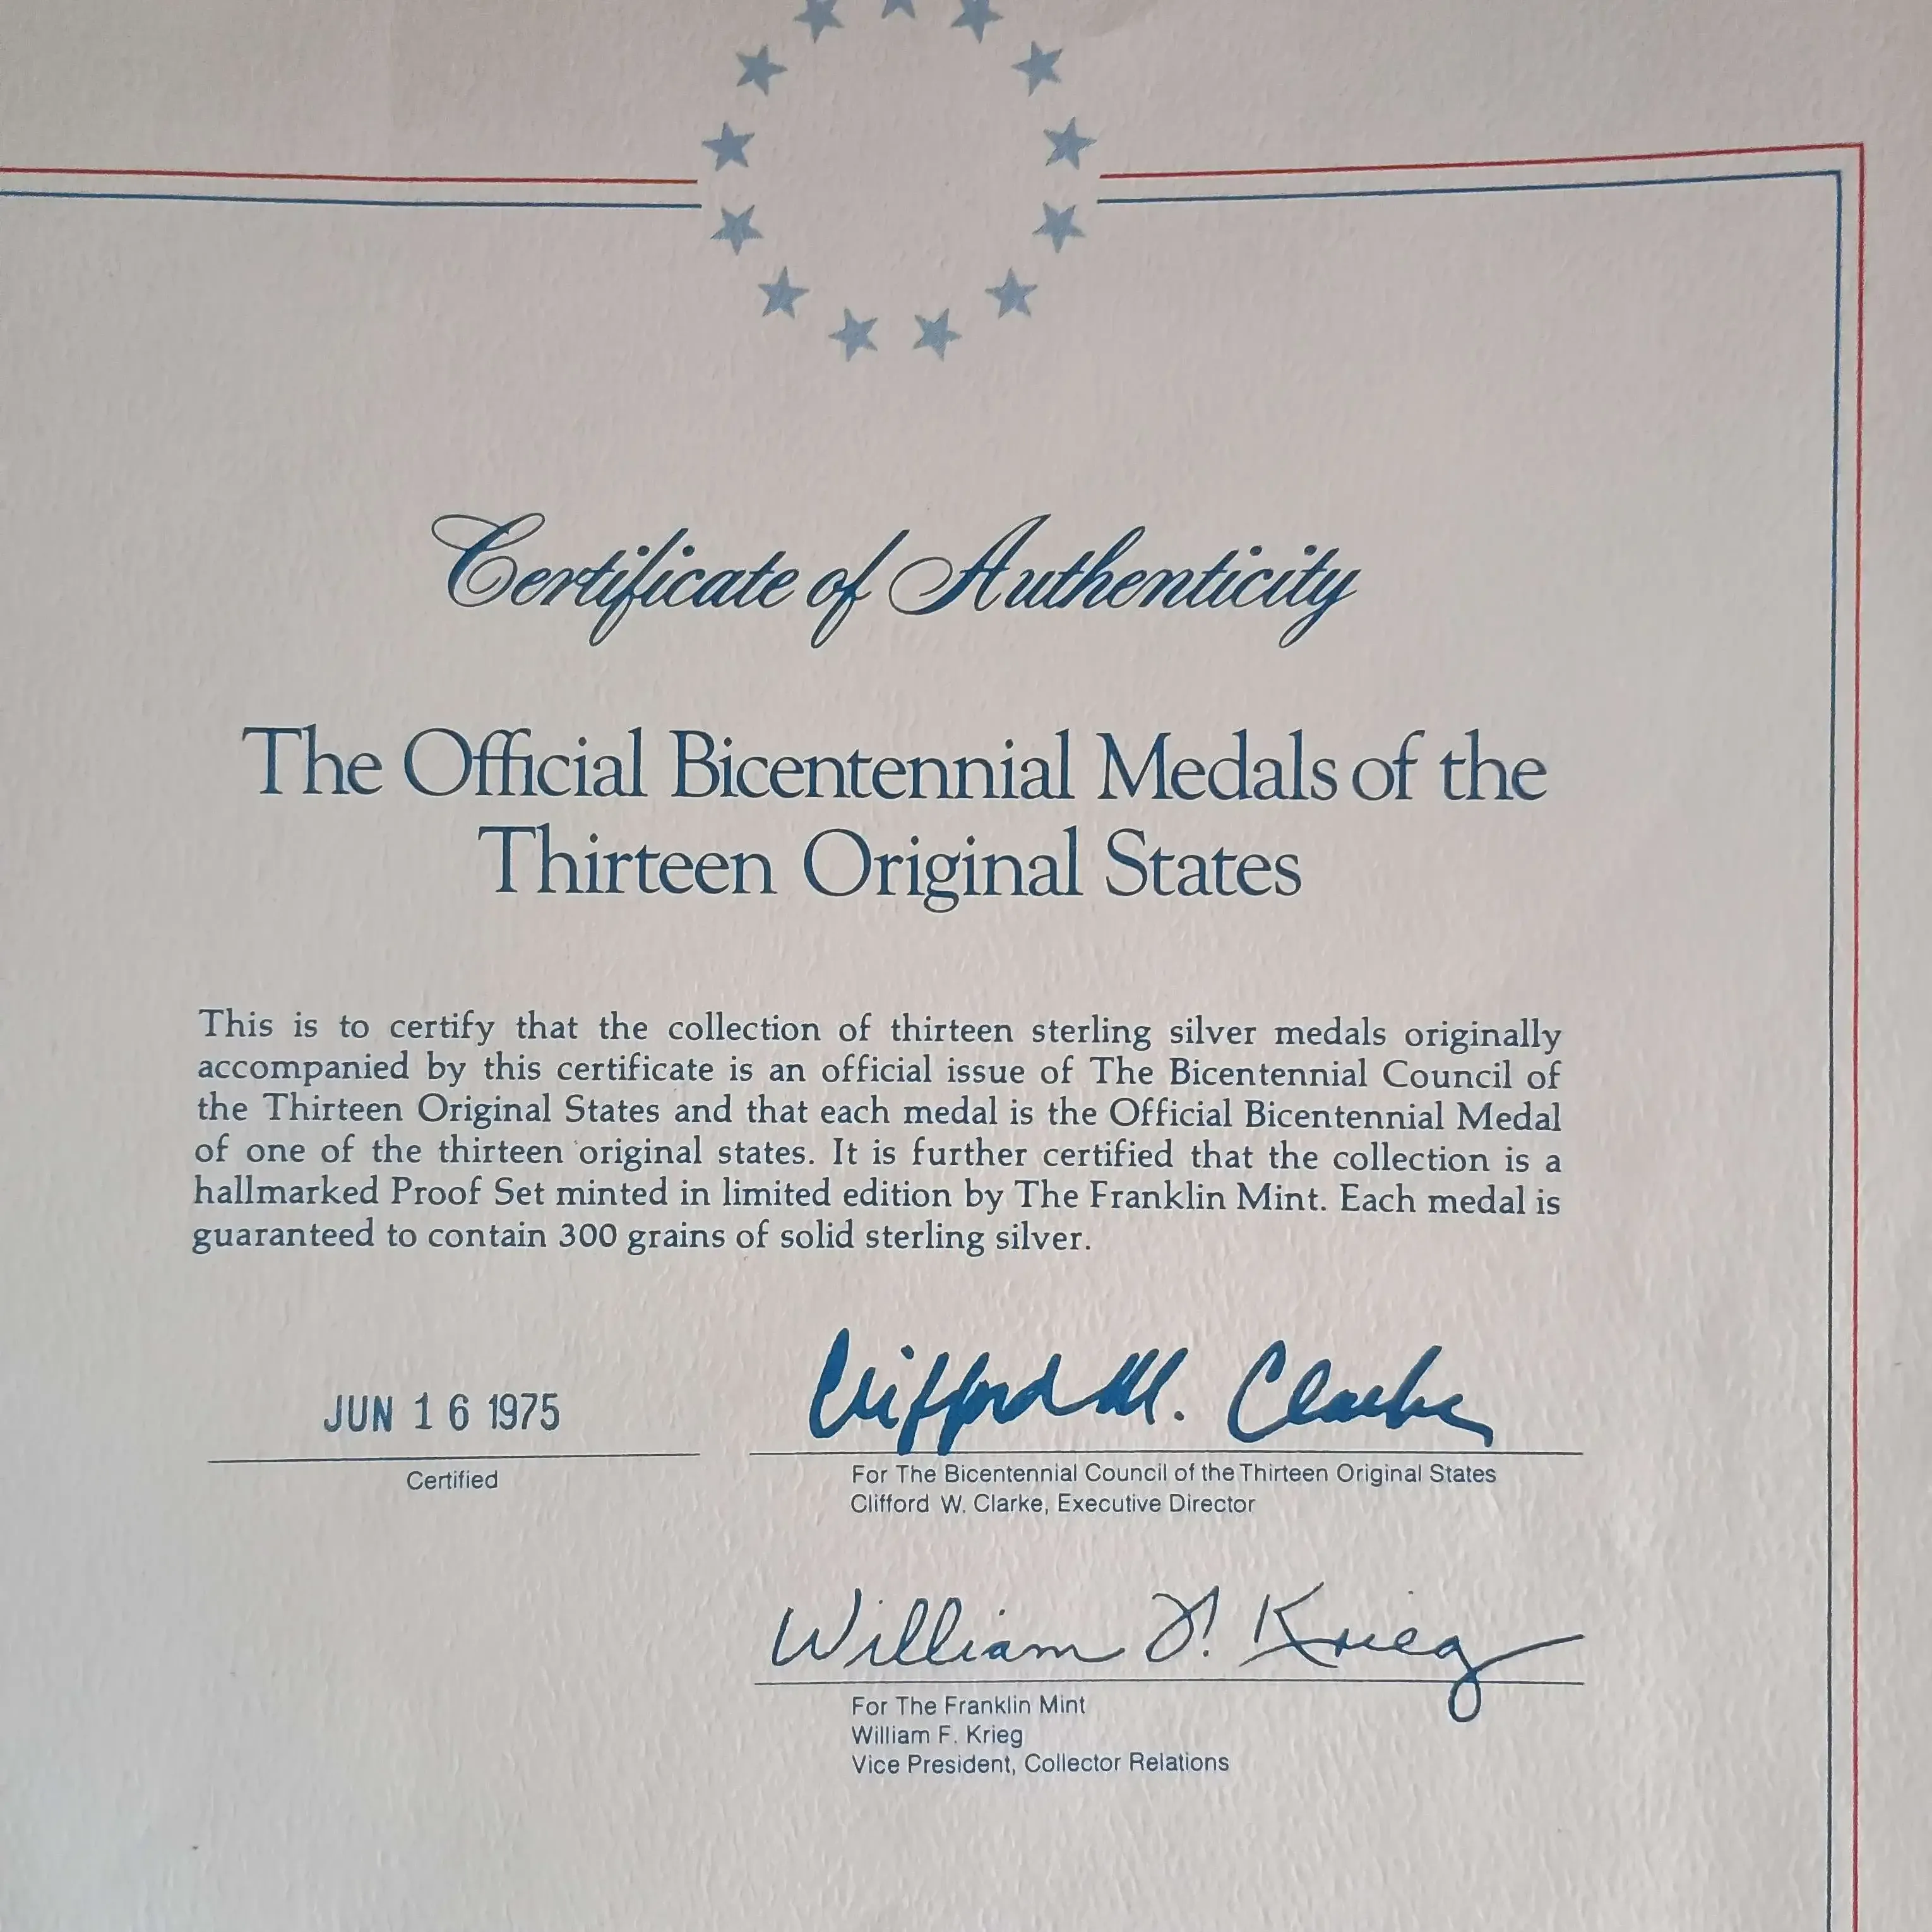 Certificate of Authenticity
The Official Bicentennial Medals of the
Thirteen Original States
This is to certify that the collection of thirteen sterling silver medals originally
accompanied by this certificate is an official issue of The Bicentennial Council of
the Thirteen Original States and that each medal is the Official Bicentennial Medal
of one of the thirteen original states. It is further certified that the collection is a
hallmarked Proof Set minted in limited edition by The Franklin Mint. Each medal is
guaranteed to contain 300 grains of solid sterling silver.
JUN 16 1975
Certified
Clifford W. Clarke
For The Bicentennial Council of the Thirteen Original States
Clifford W. Clarke, Executive Director
William F. Krieg
For The Franklin Mint
William F. Krieg
Vice President, Collector Relations